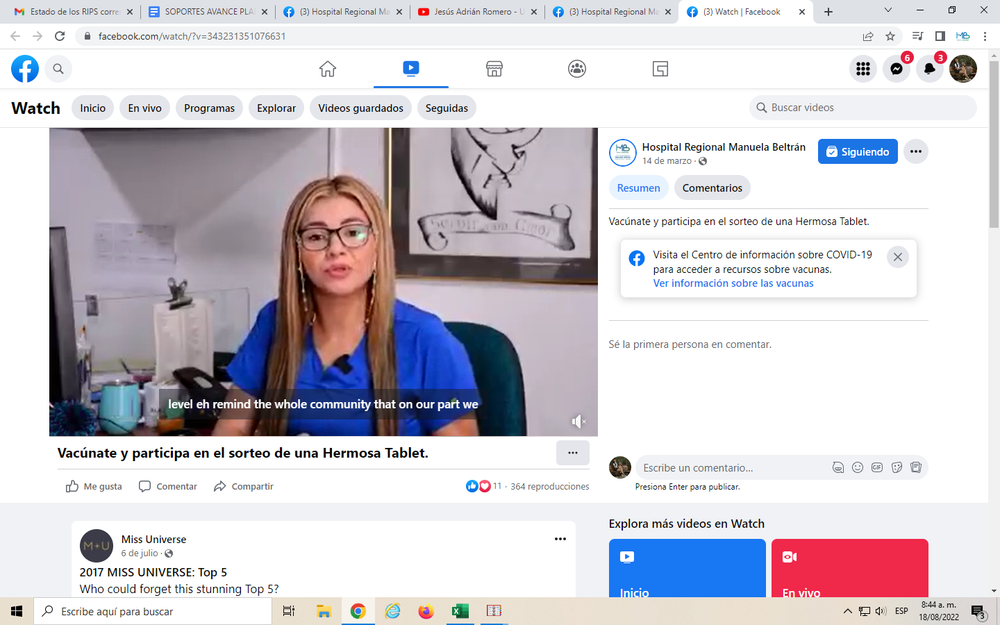 Estado de los RIPS corre
SOPORTES AVANCE PLA
(3) Hospital Regional Ma
Jesús Adrián Romero - U
(3) Hospital Regional Ma
(3) Watch | Facebook
facebook.com/watch/?v=343231351076631
6
3
Watch
Inicio
En vivo
Programas
Explorar
Videos guardados
Seguidas
Buscar videos
level eh remind the whole community that on our part we
Vacúnate y participa en el sorteo de una Hermosa Tablet.
Me gusta
Comentar
Compartir
11 · 364 reproducciones
Hospital Regional Manuela Beltrán
14 de marzo ·
Siguiendo
Resumen
Comentarios
Vacúnate y participa en el sorteo de una Hermosa Tablet.
Visita el Centro de información sobre COVID-19
para acceder a recursos sobre vacunas.
Ver información sobre las vacunas
Sé la primera persona en comentar.
Escribe un comentario...
GIF
Presiona Enter para publicar.
M+U
Miss Universe
6 de julio ·
2017 MISS UNIVERSE: Top 5
Who could forget this stunning Top 5?
Explora más videos en Watch
Inicio
En vivo
Escribe aquí para buscar
ESP
8:44 a. m.
18/08/2022
3